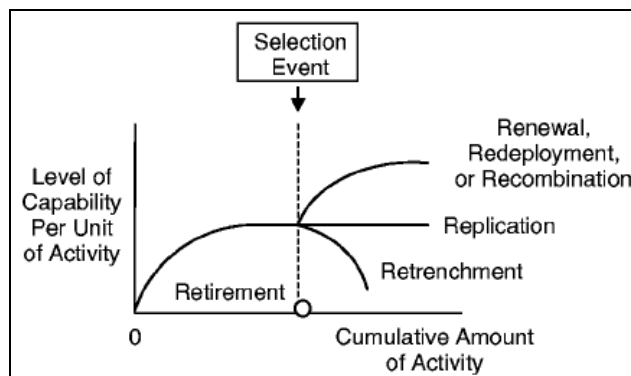 Selection
Event
Renewal,
Redeployment,
or Recombination
Level of
Capability
Per Unit
of Activity
Replication
Retrenchment
Retirement
0
Cumulative Amount
of Activity